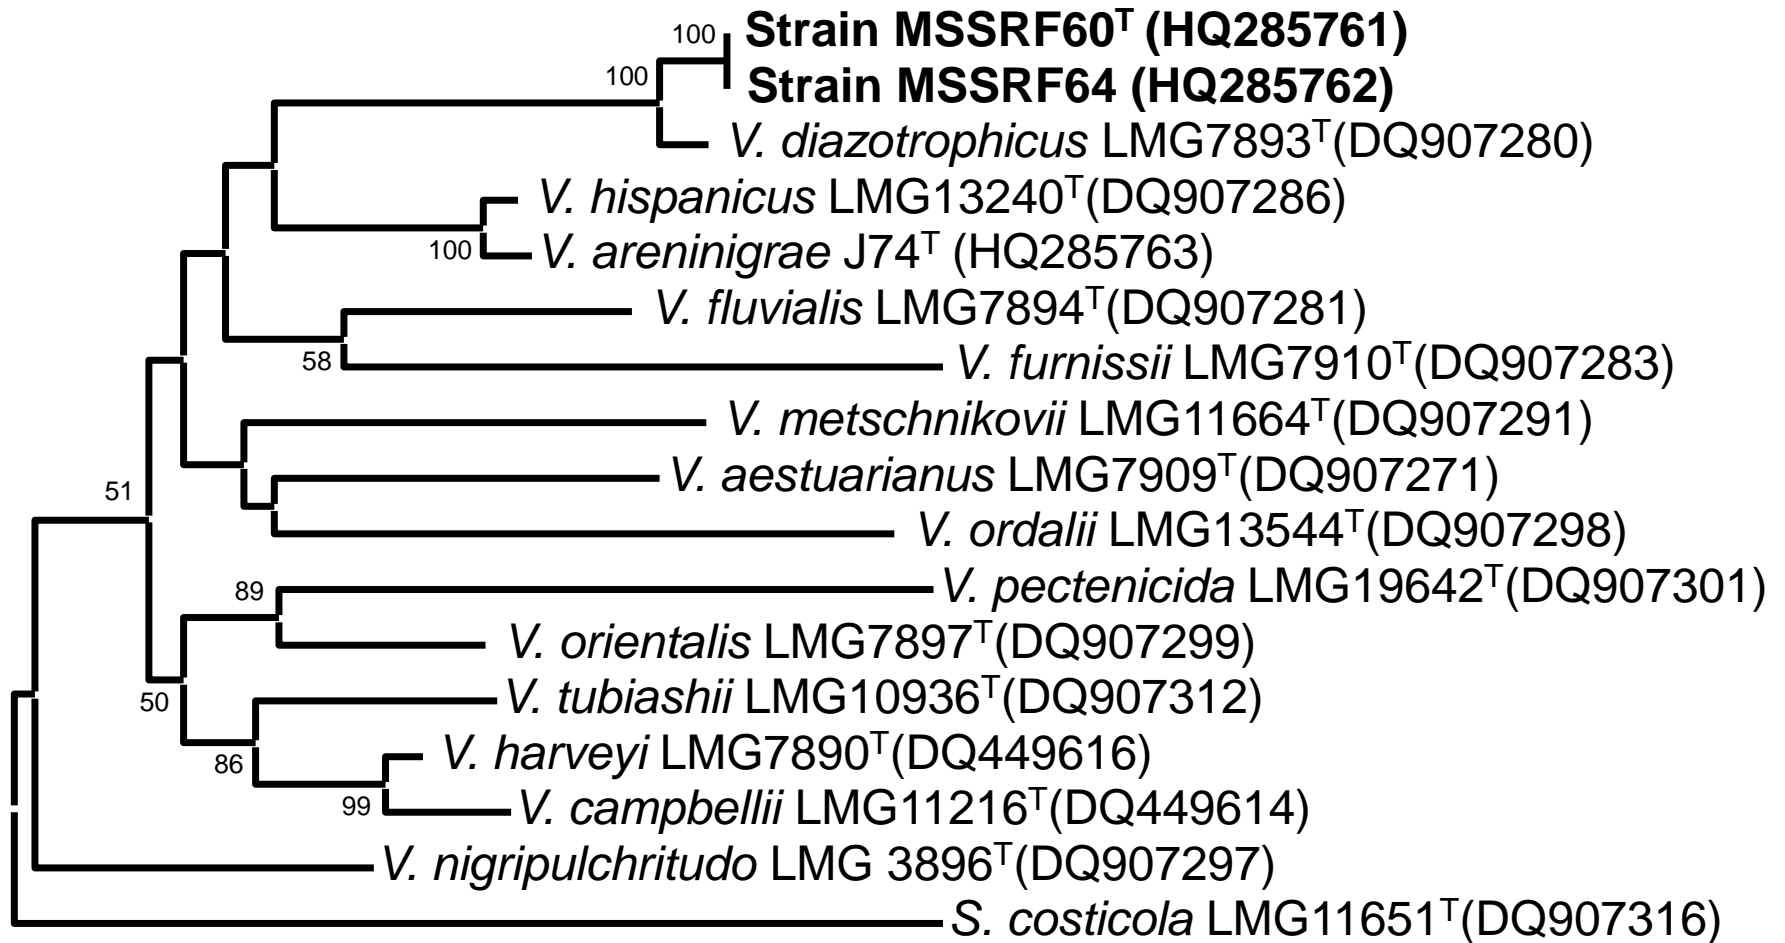 100 Strain MSSRF60ᵀ (HQ285761)
100 Strain MSSRF64 (HQ285762)
V. diazotrophicus LMG7893ᵀ(DQ907280)
V. hispanicus LMG13240ᵀ(DQ907286)
100 V. areninigrae J74ᵀ (HQ285763)
V. fluvialis LMG7894ᵀ(DQ907281)
58 V. furnissii LMG7910ᵀ(DQ907283)
V. metschnikovii LMG11664ᵀ(DQ907291)
51 V. aestuarianus LMG7909ᵀ(DQ907271)
V. ordalii LMG13544ᵀ(DQ907298)
89 V. pectenicida LMG19642ᵀ(DQ907301)
V. orientalis LMG7897ᵀ(DQ907299)
50 V. tubiashii LMG10936ᵀ(DQ907312)
86 V. harveyi LMG7890ᵀ(DQ449616)
99 V. campbellii LMG11216ᵀ(DQ449614)
V. nigripulchritudo LMG 3896ᵀ(DQ907297)
S. costicola LMG11651ᵀ(DQ907316)